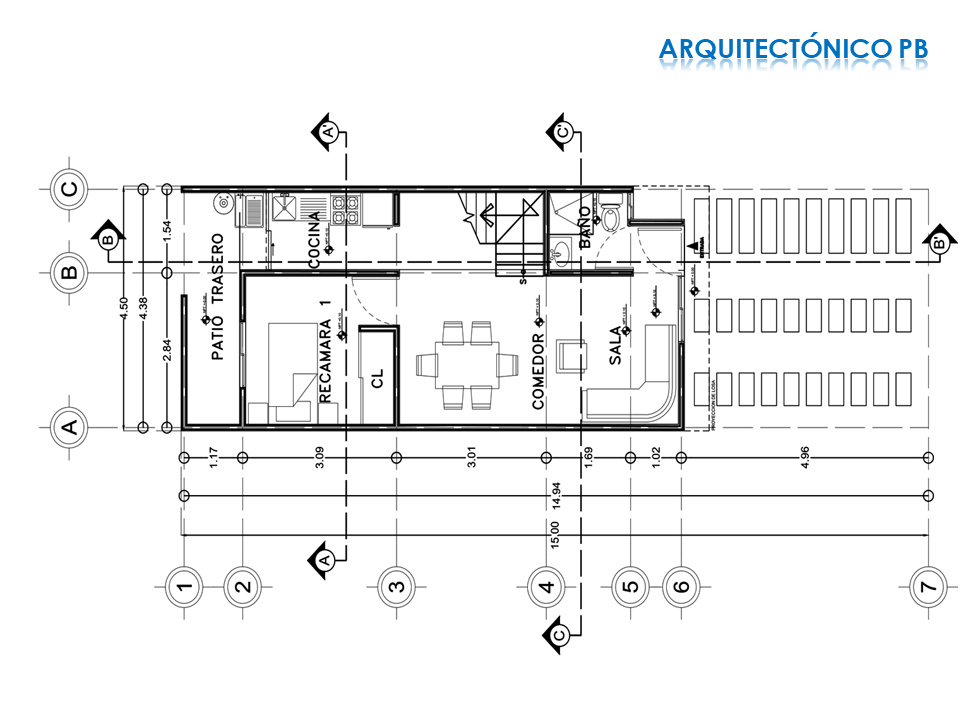 ARQUITECTÓNICO PB
A'
C'
C
B
A
B
B'
4.50
4.38
1.54
2.84
PATIO TRASERO
COCINA
RECAMARA 1
CL
COMEDOR
SALA
BAÑO
S
ENTRADA
PROYECCION DE LOSA
1.17
3.09
3.01
1.69
1.02
4.96
14.94
15.00
A
C
1
2
3
4
5
6
7